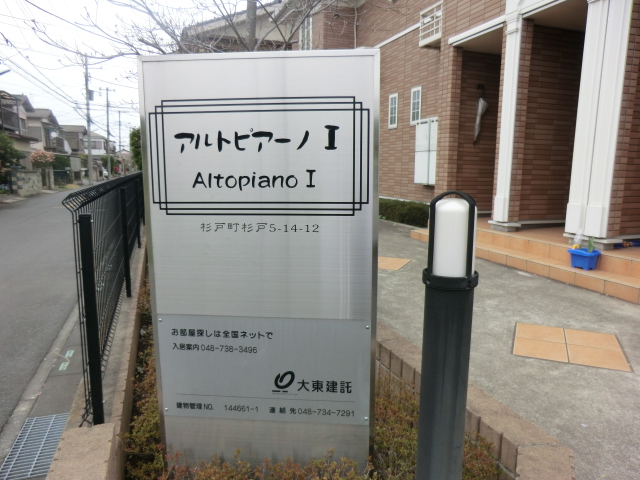 アルトピアーノ I
Altopiano I
杉戸町杉戸5-14-12
お部屋探しは全国ネットで
入居案内 048-738-3496
大東建託
建物管理NO. 144661-1 連絡先 048-734-7291